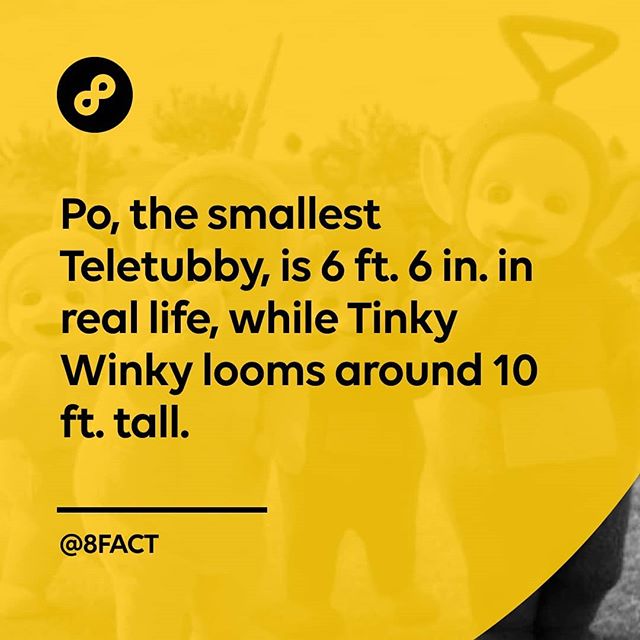 Po, the smallest
Teletubby, is 6 ft. 6 in. in
real life, while Tinky
Winky looms around 10
ft. tall.
@8FACT